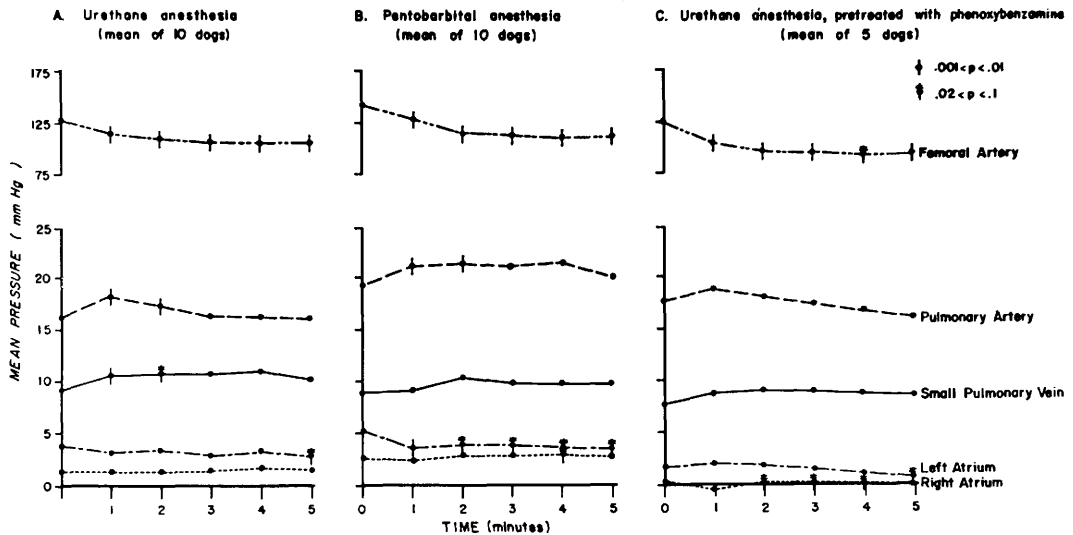 A. Urethane anesthesia
(mean of 10 dogs)
B. Pentobarbital anesthesia
(mean of 10 dogs)
C. Urethane anesthesia, pretreated with phenoxybenzamine
(mean of 5 dogs)
.001<p<.01
.02<p<.1
MEAN PRESSURE (mm Hg)
175
125
75
25
20
15
10
5
0
Femoral Artery
Pulmonary Artery
Small Pulmonary Vein
Left Atrium
Right Atrium
1 2 3 4 5
0 1 2 3 4 5
0 1 2 3 4 5
TIME (minutes)